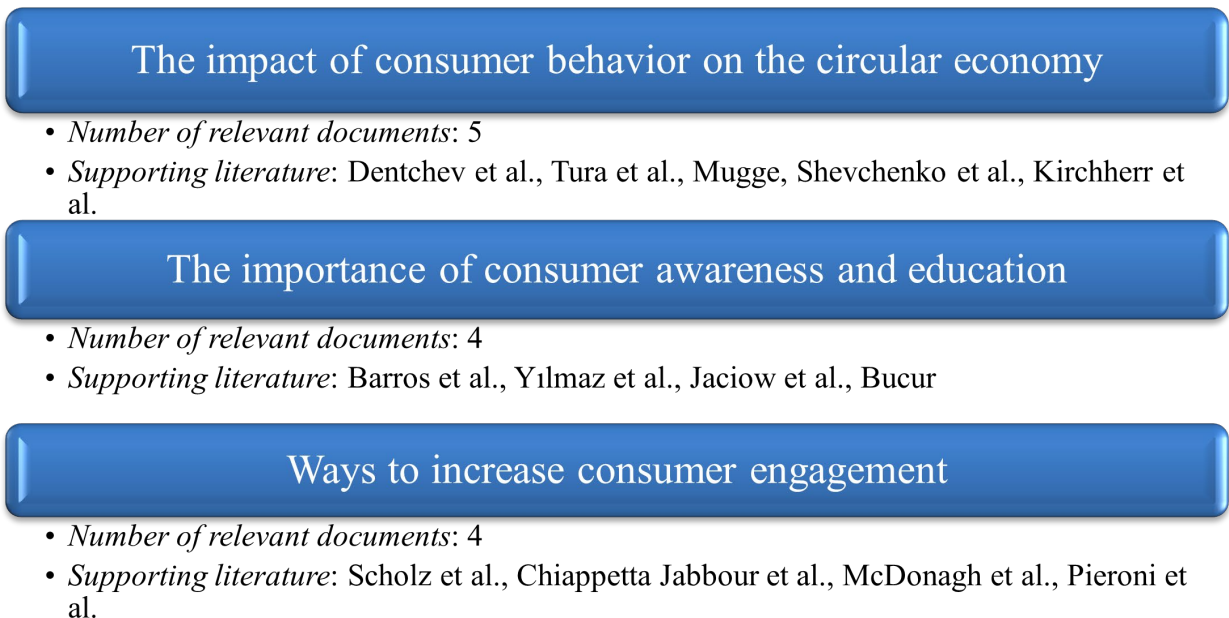 The impact of consumer behavior on the circular economy
• Number of relevant documents: 5
• Supporting literature: Dentchev et al., Tura et al., Mugge, Shevchenko et al., Kirchherr et
al.
The importance of consumer awareness and education
• Number of relevant documents: 4
• Supporting literature: Barros et al., Yılmaz et al., Jaciow et al., Bucur
Ways to increase consumer engagement
• Number of relevant documents: 4
• Supporting literature: Scholz et al., Chiappetta Jabbour et al., McDonagh et al., Pieroni et
al.